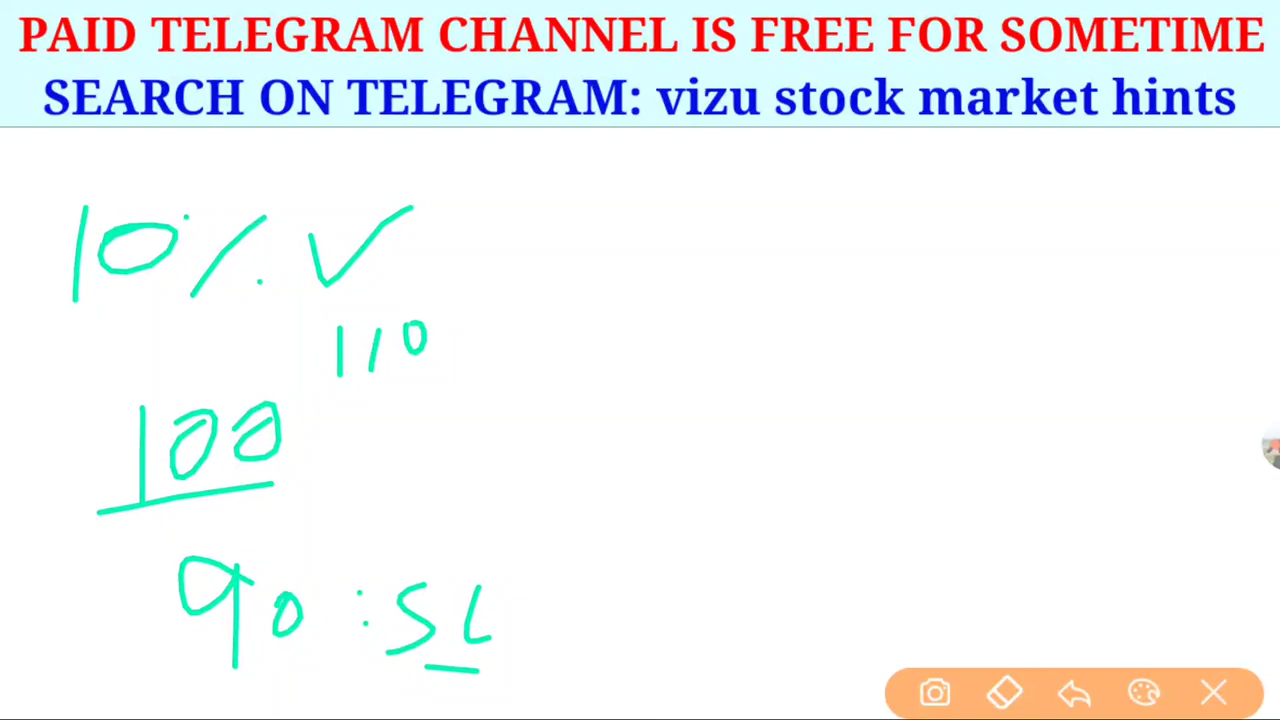 PAID TELEGRAM CHANNEL IS FREE FOR SOMETIME
SEARCH ON TELEGRAM: vizu stock market hints
10% ✓
110
100
90 : SL